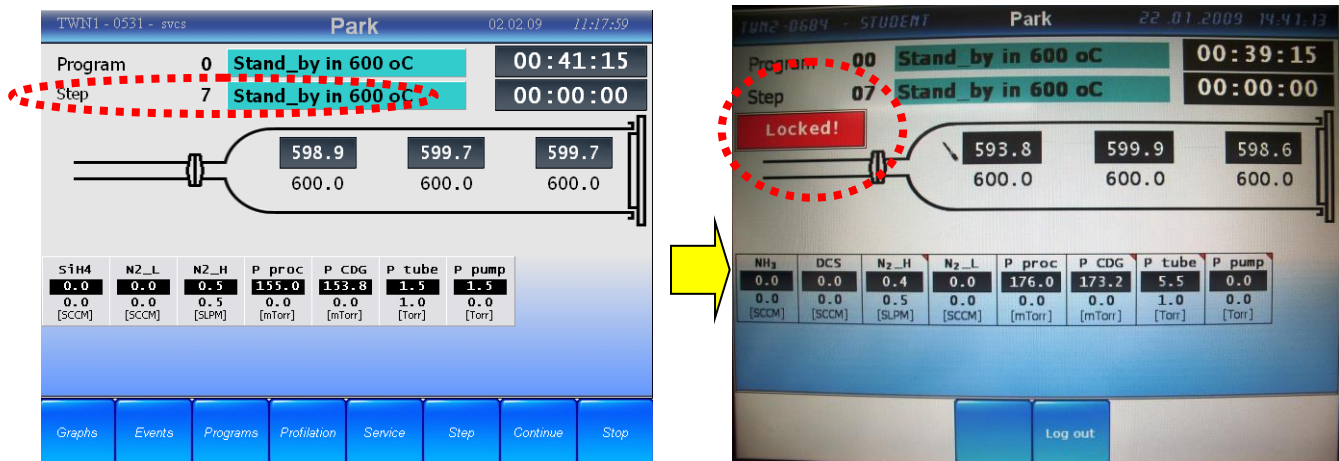 TWN1 - 0531 - svcs Park 02.02.09 11:17:59
Program 0 Stand_by in 600 oC 00:41:15
Step 7 Stand_by in 600 oC 00:00:00
598.9 599.7 599.7
600.0 600.0 600.0
SiH4 N2_L N2_H P proc P CDG P tube P pump
0.0 0.0 0.5 155.0 153.8 1.5 1.5
0.0 0.0 0.5 0.0 0.0 1.0 0.0
[SCCM] [SCCM] [SLPM] [mTorr] [mTorr] [Torr] [Torr]
Graphs Events Programs Profilation Service Step Continue Stop
TWN2-0684 - STUDENT Park 22.01.2009 14:41:13
Program 00 Stand_by in 600 oC 00:39:15
Step 07 Stand_by in 600 oC 00:00:00
Locked!
593.8 599.9 598.6
600.0 600.0 600.0
NH₃ DCS N₂_H N₂_L P proc P CDG P tube P pump
0.0 0.0 0.4 0.0 176.0 173.2 5.5 0.0
0.0 0.0 0.5 0.0 0.0 0.0 1.0 0.0
[SCCM] [SCCM] [SLPM] [SCCM] [mTorr] [mTorr] [Torr] [Torr]
Log out